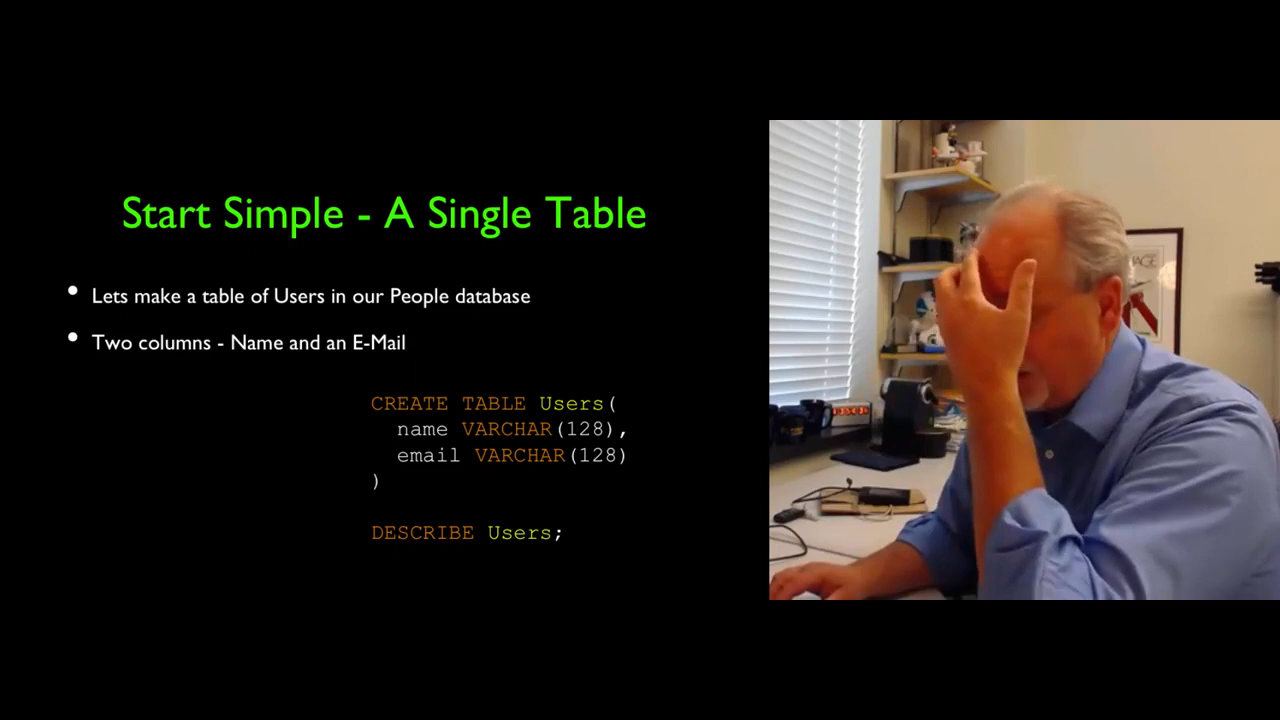 Start Simple - A Single Table
• Lets make a table of Users in our People database
• Two columns - Name and an E-Mail
CREATE TABLE Users(
name VARCHAR(128),
email VARCHAR(128)
)
DESCRIBE Users;